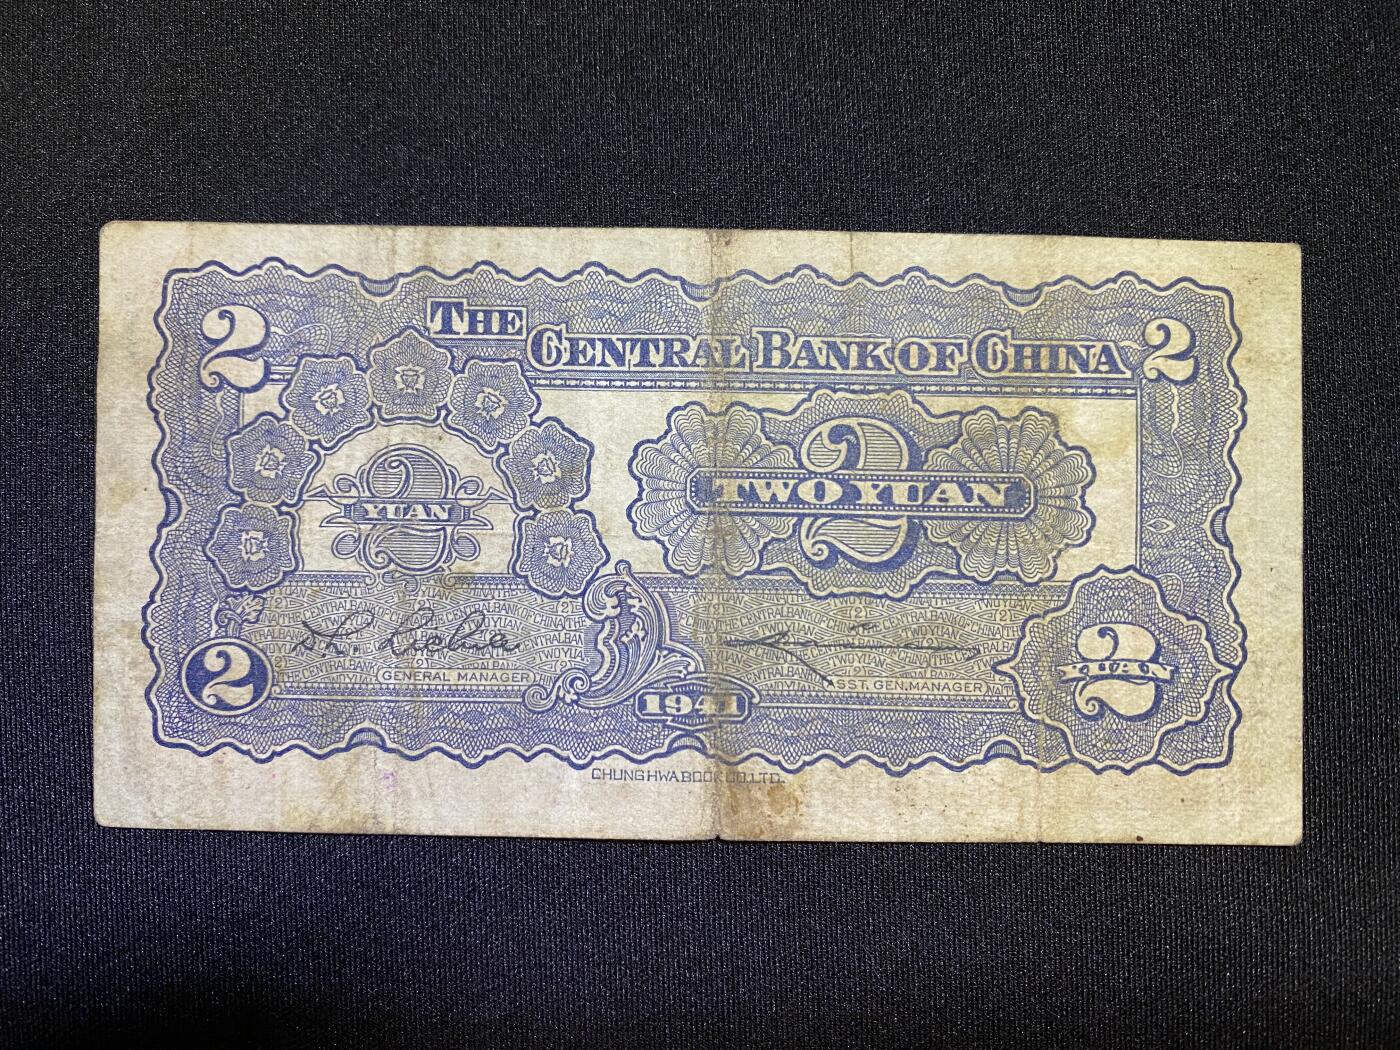 THE
CENTRAL BANK OF CHINA
2
2
2
YUAN
2
TWO YUAN
GENERAL MANAGER
ASST. GEN. MANAGER
2
1941
2
CHUNG HWA BOOK CO. LTD.